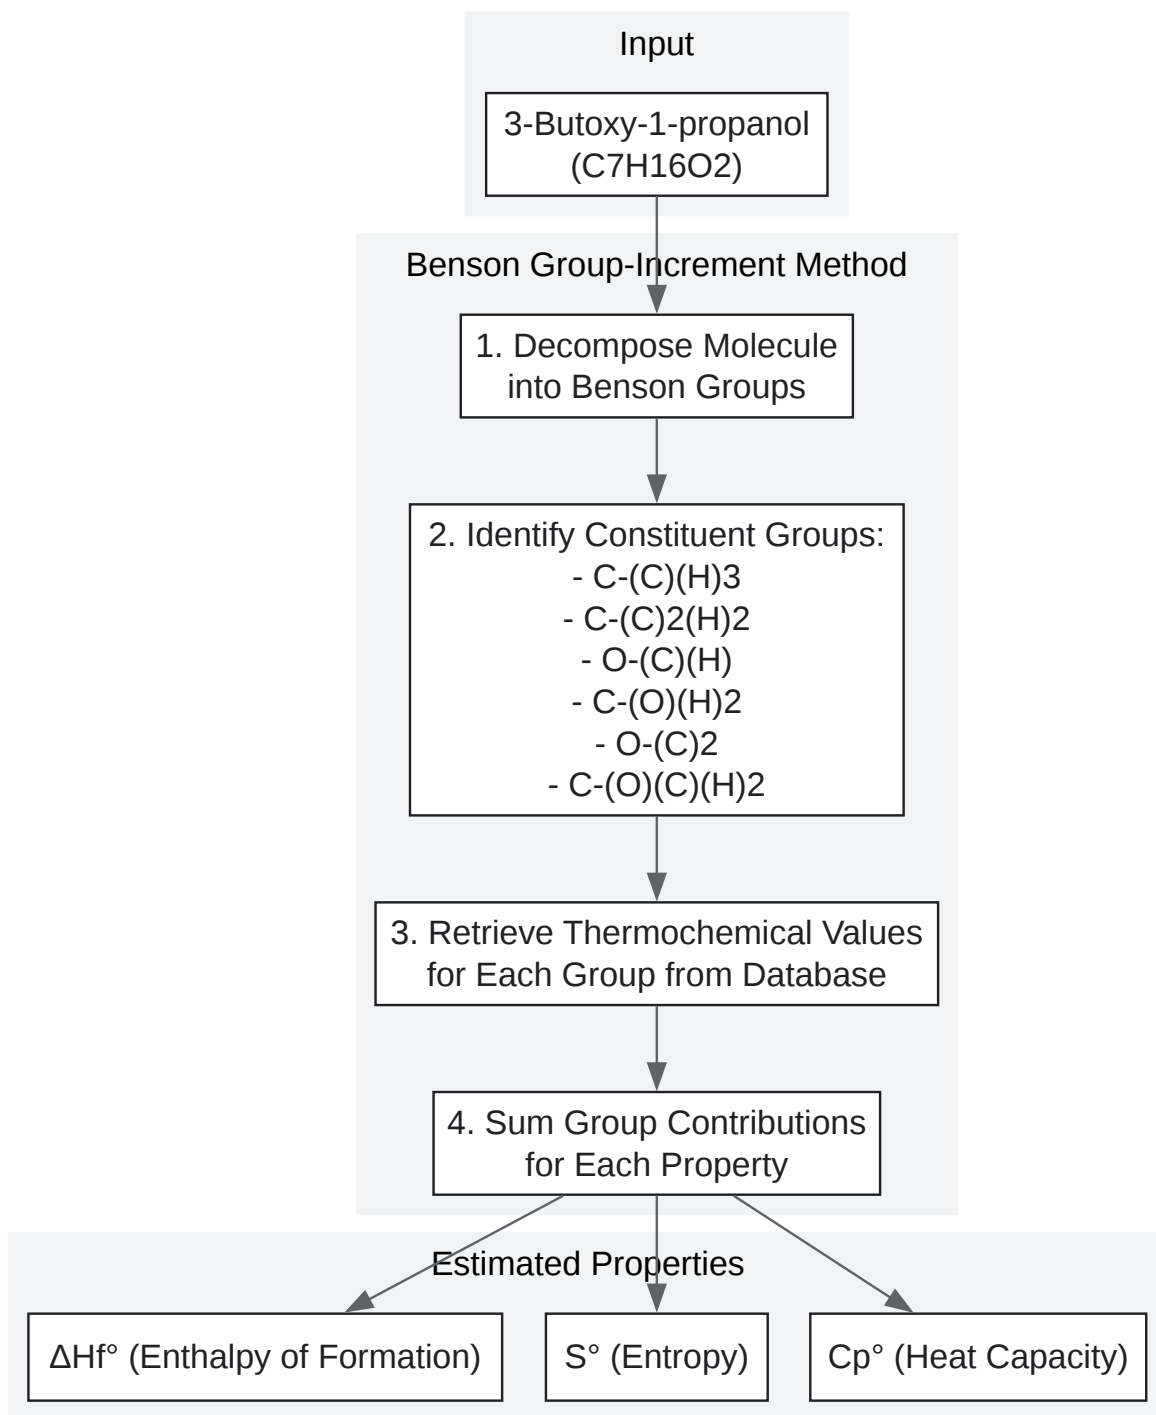 Input
3-Butoxy-1-propanol
(C7H16O2)
Benson Group-Increment Method
1. Decompose Molecule
into Benson Groups
2. Identify Constituent Groups:
- C-(C)(H)3
- C-(C)2(H)2
- O-(C)(H)
- C-(O)(H)2
- O-(C)2
- C-(O)(C)(H)2
3. Retrieve Thermochemical Values
for Each Group from Database
4. Sum Group Contributions
for Each Property
Estimated Properties
ΔHf° (Enthalpy of Formation)
S° (Entropy)
Cp° (Heat Capacity)